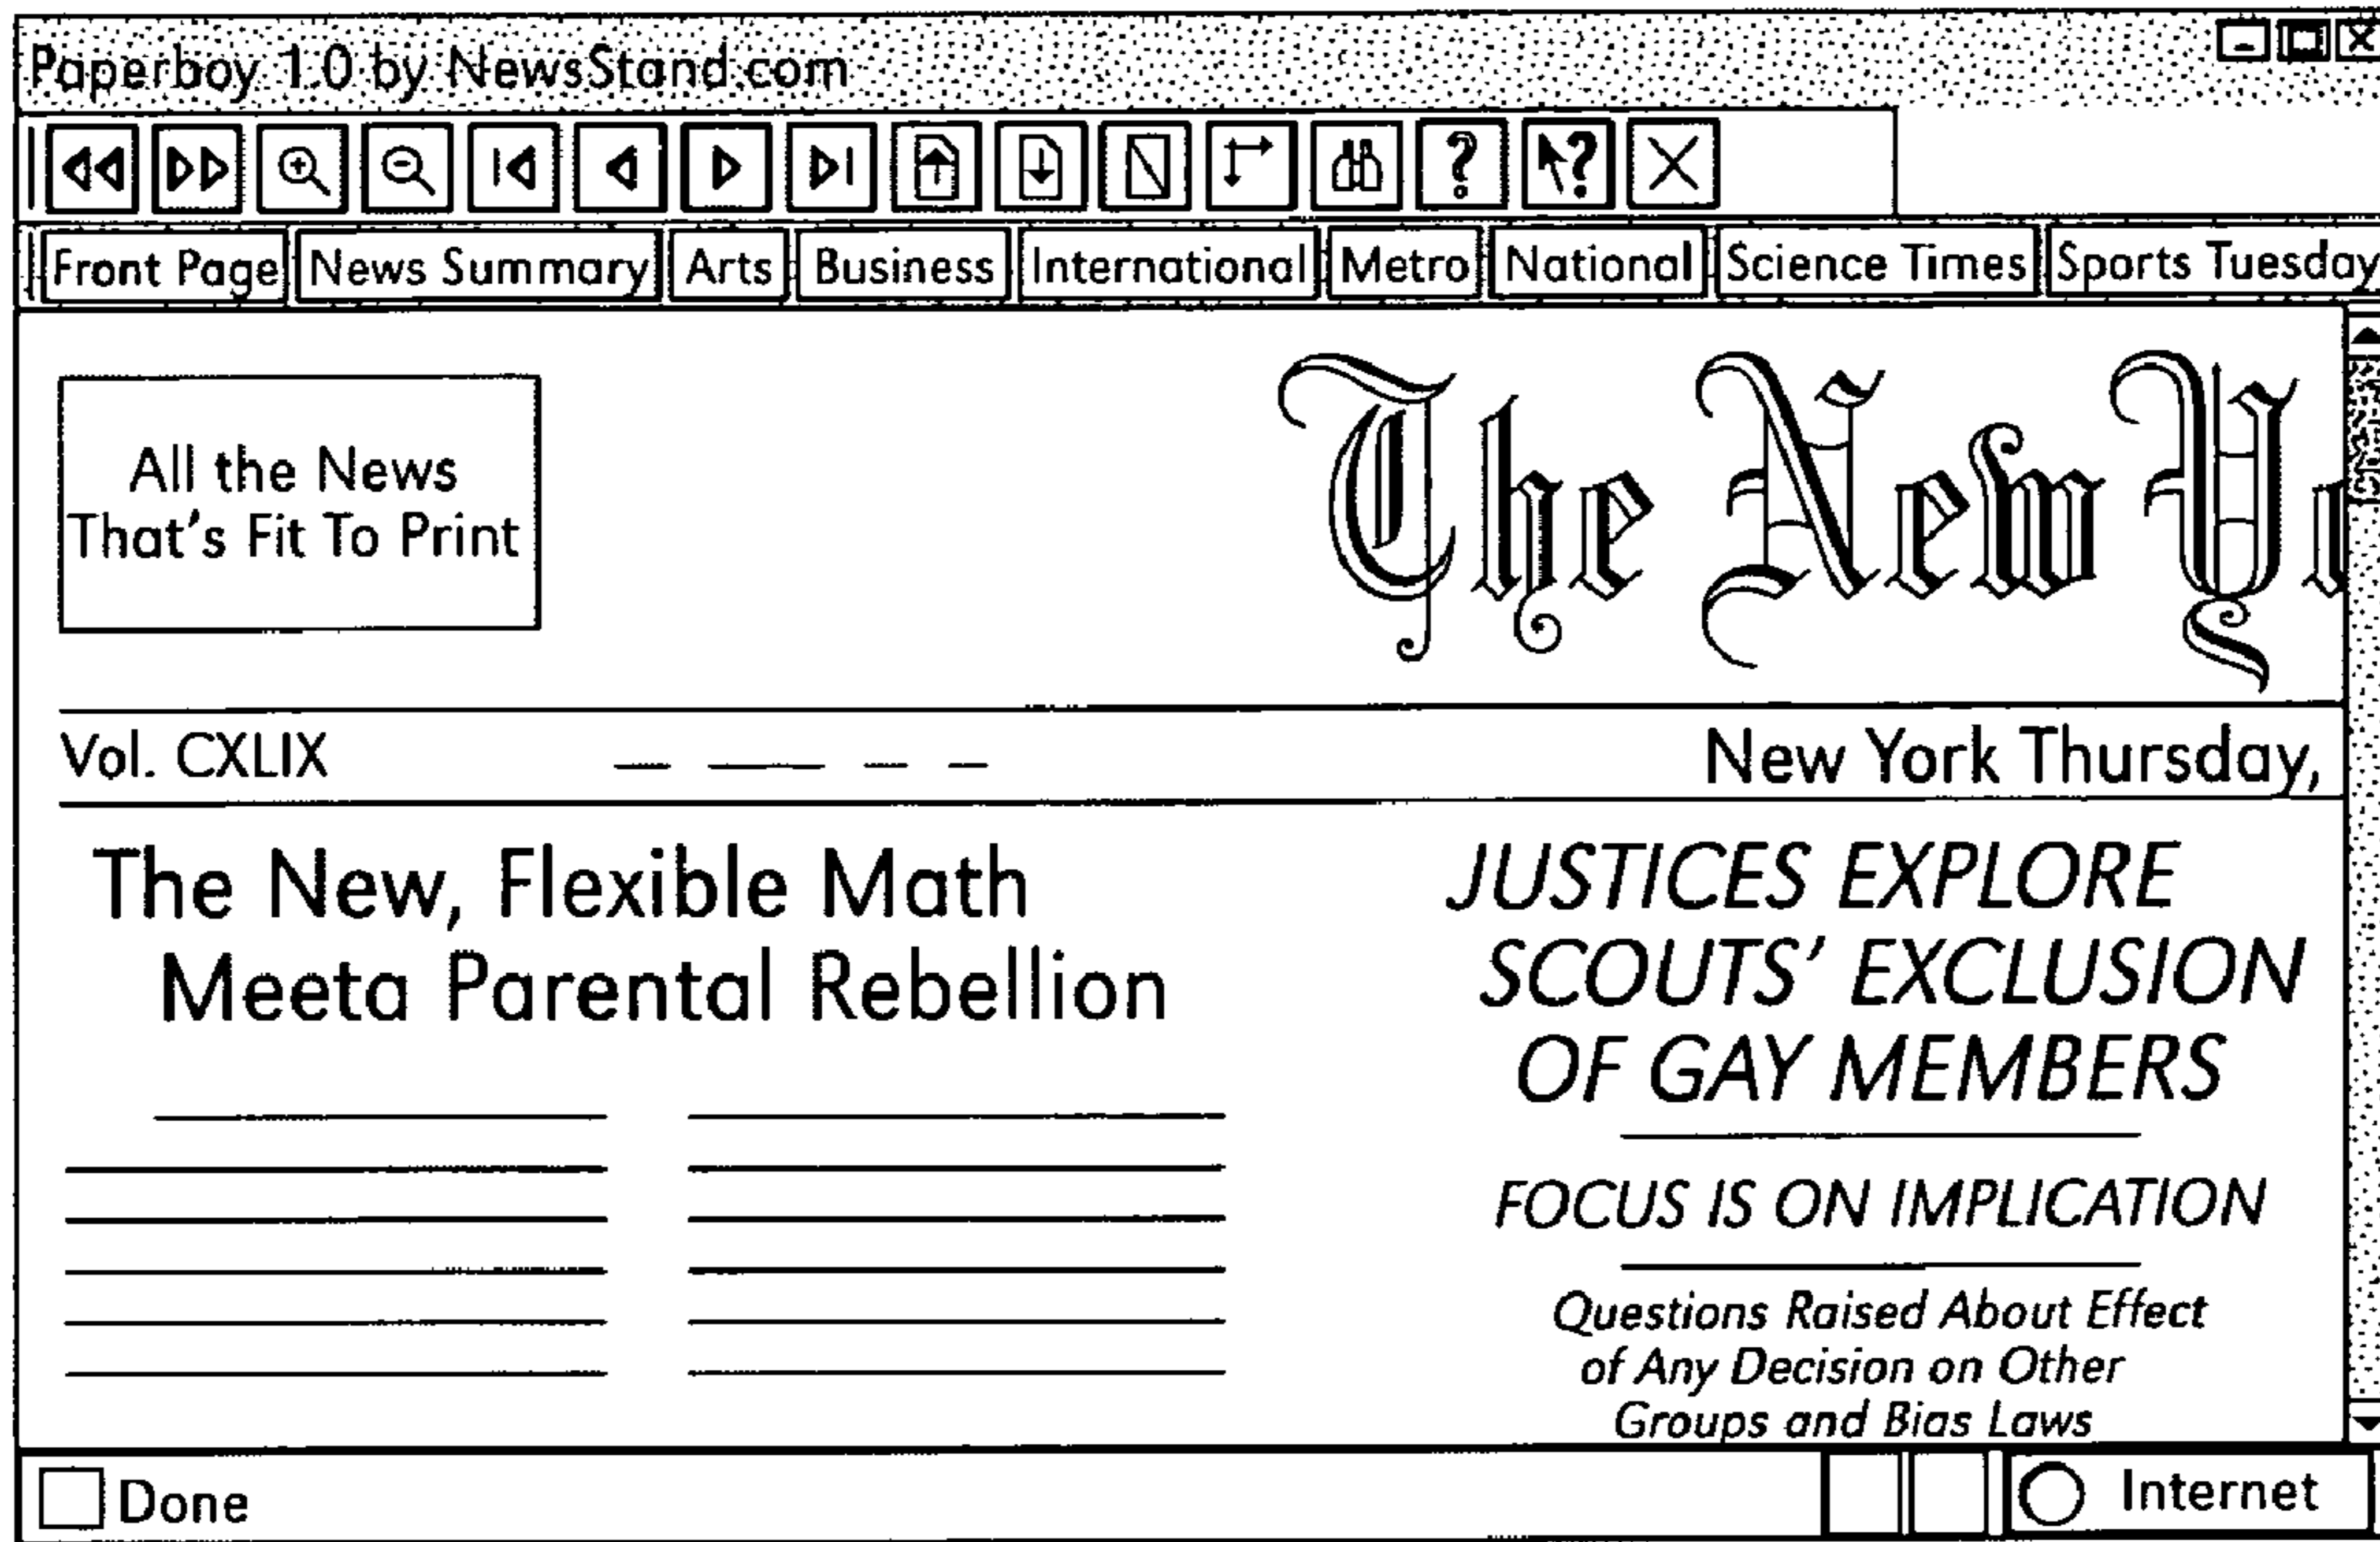 Paperboy 1.0 by NewsStand.com
Front Page News Summary Arts Business International Metro National Science Times Sports Tuesday
All the News
That's Fit To Print
The New
Vol. CXLIX
New York Thursday,
The New, Flexible Math
Meeta Parental Rebellion
JUSTICES EXPLORE
SCOUTS' EXCLUSION
OF GAY MEMBERS
FOCUS IS ON IMPLICATION
Questions Raised About Effect
of Any Decision on Other
Groups and Bias Laws
Done
Internet